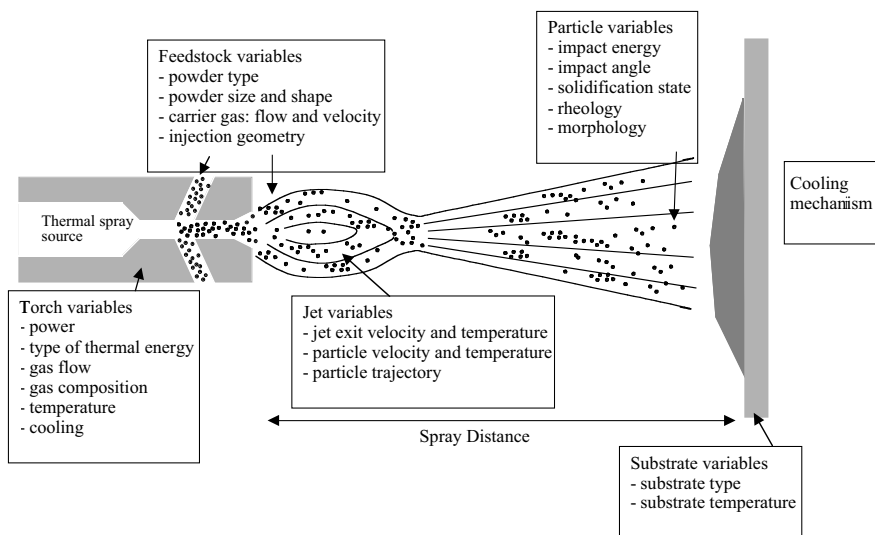 Feedstock variables
- powder type
- powder size and shape
- carrier gas: flow and velocity
- injection geometry
Particle variables
- impact energy
- impact angle
- solidification state
- rheology
- morphology
Thermal spray
source
Cooling
mechanism
Torch variables
- power
- type of thermal energy
- gas flow
- gas composition
- temperature
- cooling
Jet variables
- jet exit velocity and temperature
- particle velocity and temperature
- particle trajectory
Spray Distance
Substrate variables
- substrate type
- substrate temperature